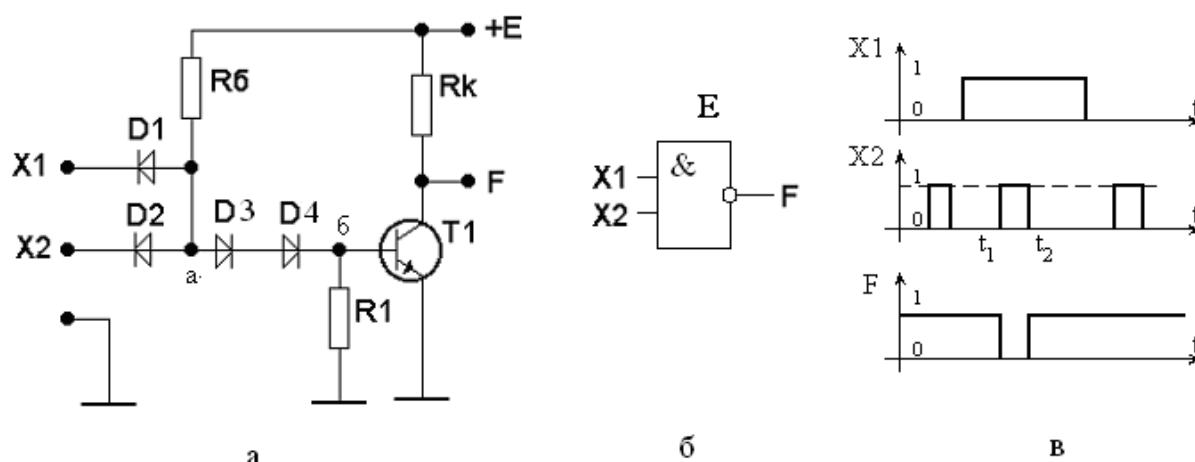 +E
Rб
Rk
D1
X1
F
D2
D3
D4
б
T1
X2
а.
R1
а
E
X1
&
X2
F
б
X1
1
0
t
X2
1
0
t
t1
t2
F
1
0
t
в